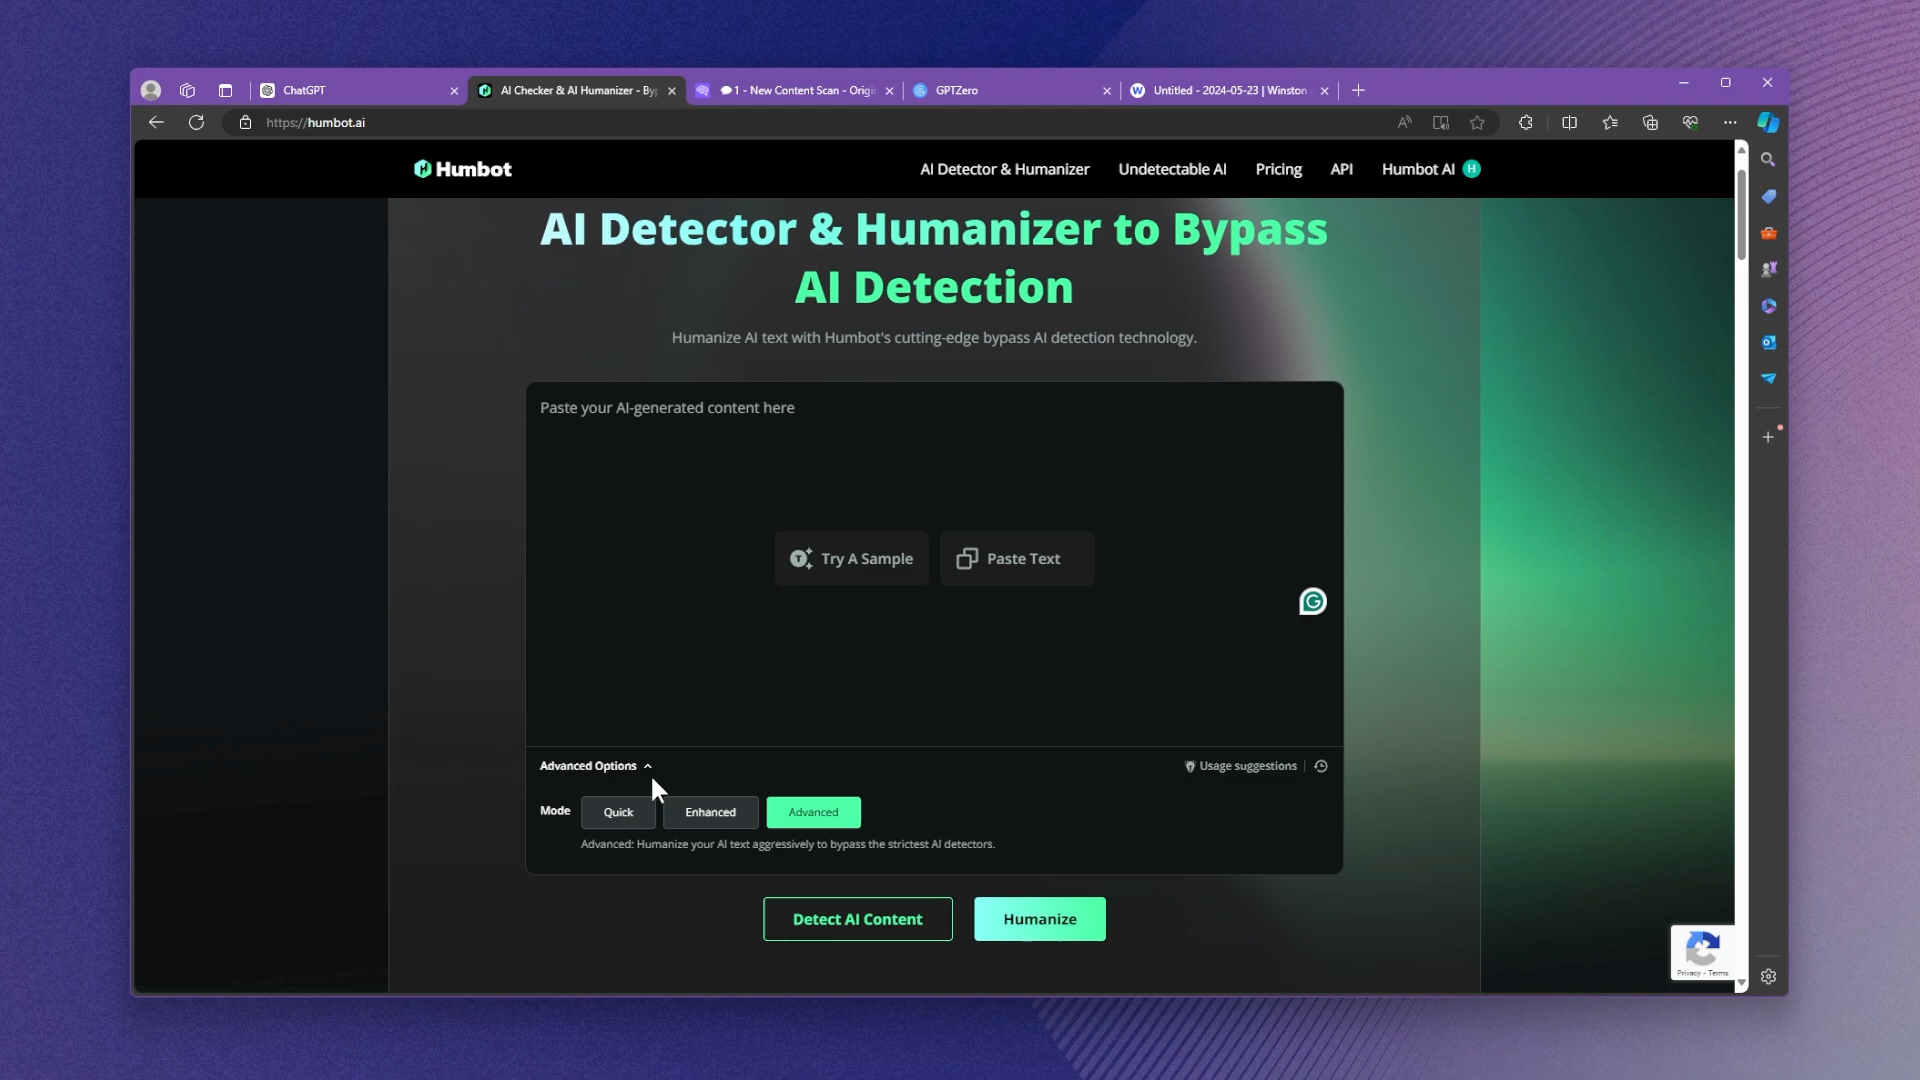 ChatGPT
AI Checker & AI Humanizer - Byp
1 - New Content Scan - Origi
GPTZero
Untitled - 2024-05-23 | Winston
https://humbot.ai
Humbot
AI Detector & Humanizer
Undetectable AI
Pricing
API
Humbot AI H
AI Detector & Humanizer to Bypass
AI Detection
Humanize AI text with Humbot's cutting-edge bypass AI detection technology.
Paste your AI-generated content here
Try A Sample
Paste Text
Advanced Options
Usage suggestions
Mode
Quick
Enhanced
Advanced
Advanced: Humanize your AI text aggressively to bypass the strictest AI detectors.
Detect AI Content
Humanize
Privacy - Terms